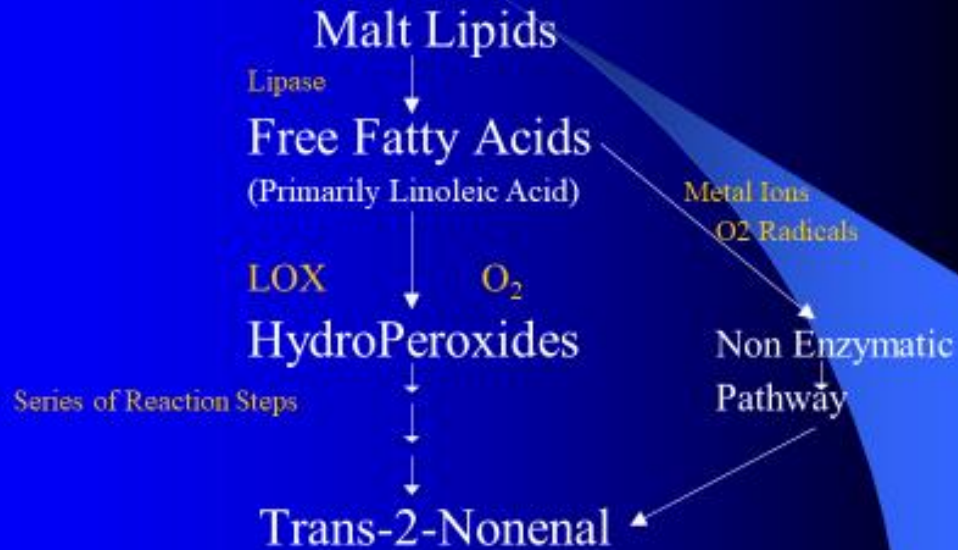 Malt Lipids
Lipase
Free Fatty Acids
(Primarily Linoleic Acid)
Metal Ions
O2 Radicals
LOX O₂
HydroPeroxides
Non Enzymatic
Pathway
Series of Reaction Steps
Trans-2-Nonenal